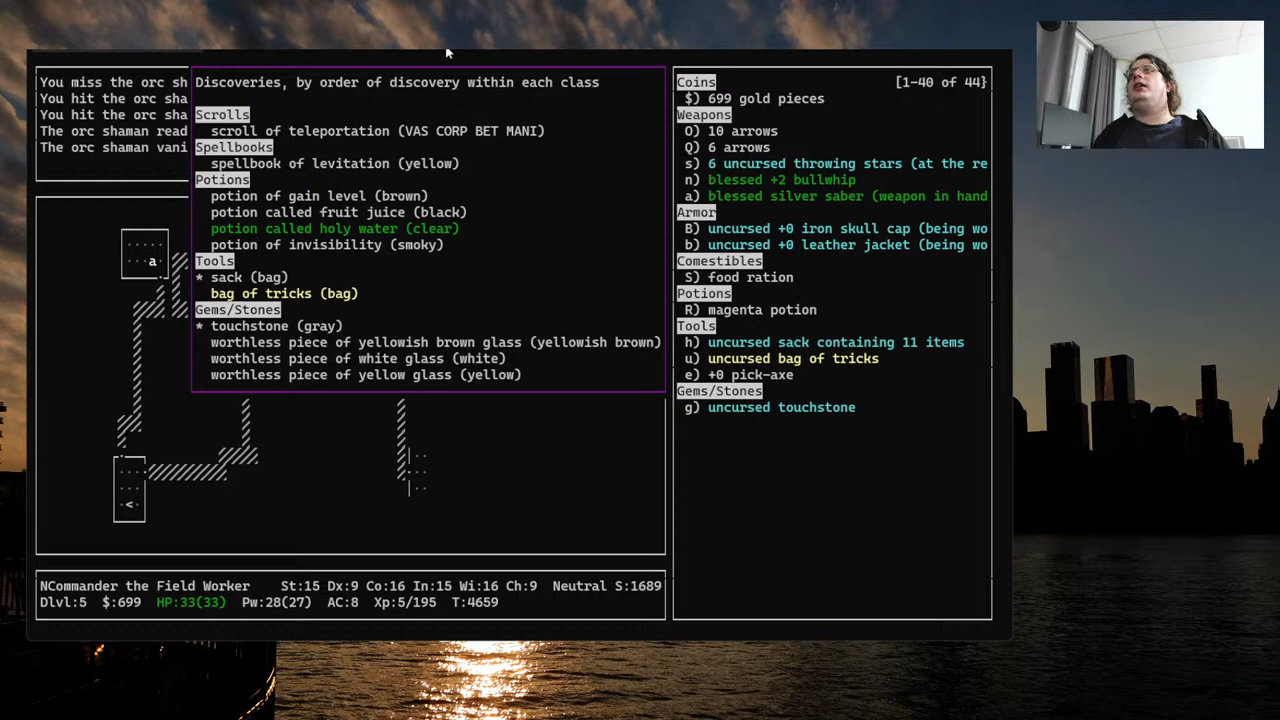 You miss the orc sh
You hit the orc sha
You hit the orc sha
The orc shaman read
The orc shaman vani
Discoveries, by order of discovery within each class
Scrolls
scroll of teleportation (VAS CORP BET MANI)
Spellbooks
spellbook of levitation (yellow)
Potions
potion of gain level (brown)
potion called fruit juice (black)
potion called holy water (clear)
potion of invisibility (smoky)
Tools
* sack (bag)
bag of tricks (bag)
Gems/Stones
* touchstone (gray)
worthless piece of yellowish brown glass (yellowish brown)
worthless piece of white glass (white)
worthless piece of yellow glass (yellow)
Coins [1-40 of 44}
$) 699 gold pieces
Weapons
O) 10 arrows
Q) 6 arrows
s) 6 uncursed throwing stars (at the re
n) blessed +2 bullwhip
a) blessed silver saber (weapon in hand
Armor
B) uncursed +0 iron skull cap (being wo
b) uncursed +0 leather jacket (being wo
Comestibles
S) food ration
Potions
R) magenta potion
Tools
h) uncursed sack containing 11 items
u) uncursed bag of tricks
e) +0 pick-axe
Gems/Stones
g) uncursed touchstone
a
<
NCommander the Field Worker St:15 Dx:9 Co:16 In:15 Wi:16 Ch:9 Neutral S:1689
Dlvl:5 $:699 HP:33(33) Pw:28(27) AC:8 Xp:5/195 T:4659